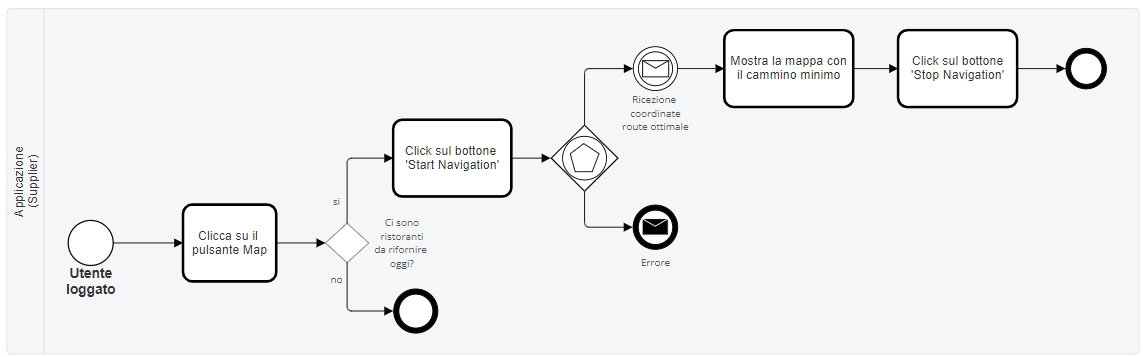 Applicazione
(Supplier)
Utente
loggato
Clicca su il
pulsante Map
si
no
Ci sono
ristoranti
da rifornire
oggi?
Click sul bottone
'Start Navigation'
Ricezione
coordinate
route ottimale
Errore
Mostra la mappa con
il cammino minimo
Click sul bottone
'Stop Navigation'